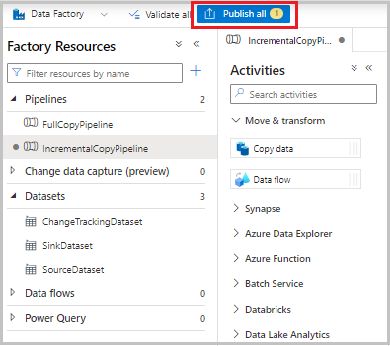 Data Factory
Validate all
Publish all 1
Factory Resources
Filter resources by name
Pipelines 2
FullCopyPipeline
IncrementalCopyPipeline
Change data capture (preview) 0
Datasets 3
ChangeTrackingDataset
SinkDataset
SourceDataset
Data flows 0
Power Query 0
IncrementalCopyPi...
Activities
Search activities
Move & transform
Copy data
Data flow
Synapse
Azure Data Explorer
Azure Function
Batch Service
Databricks
Data Lake Analytics